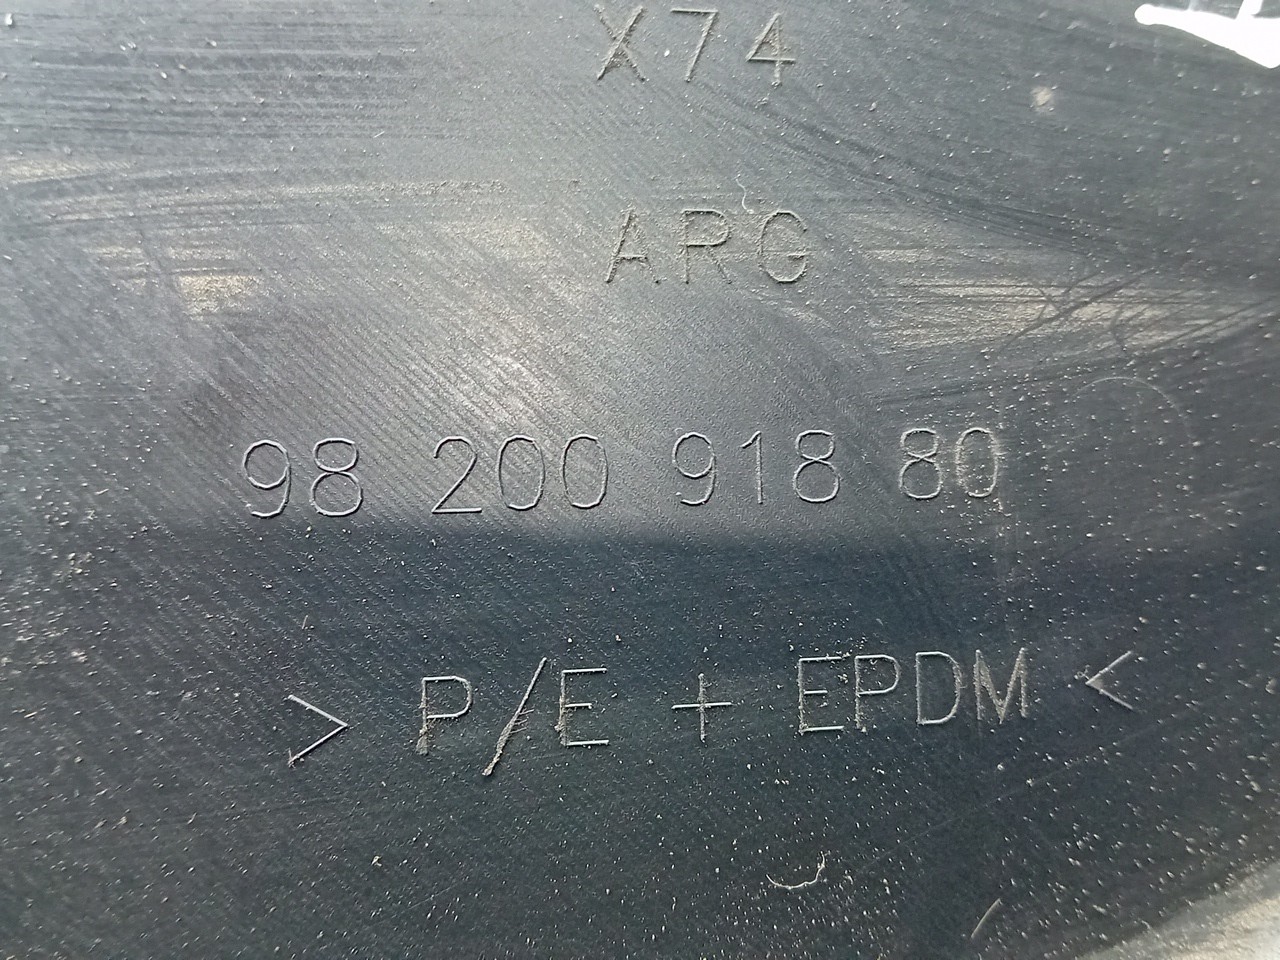 X74
ARG
98 200 918 80
> P/E + EPDM <